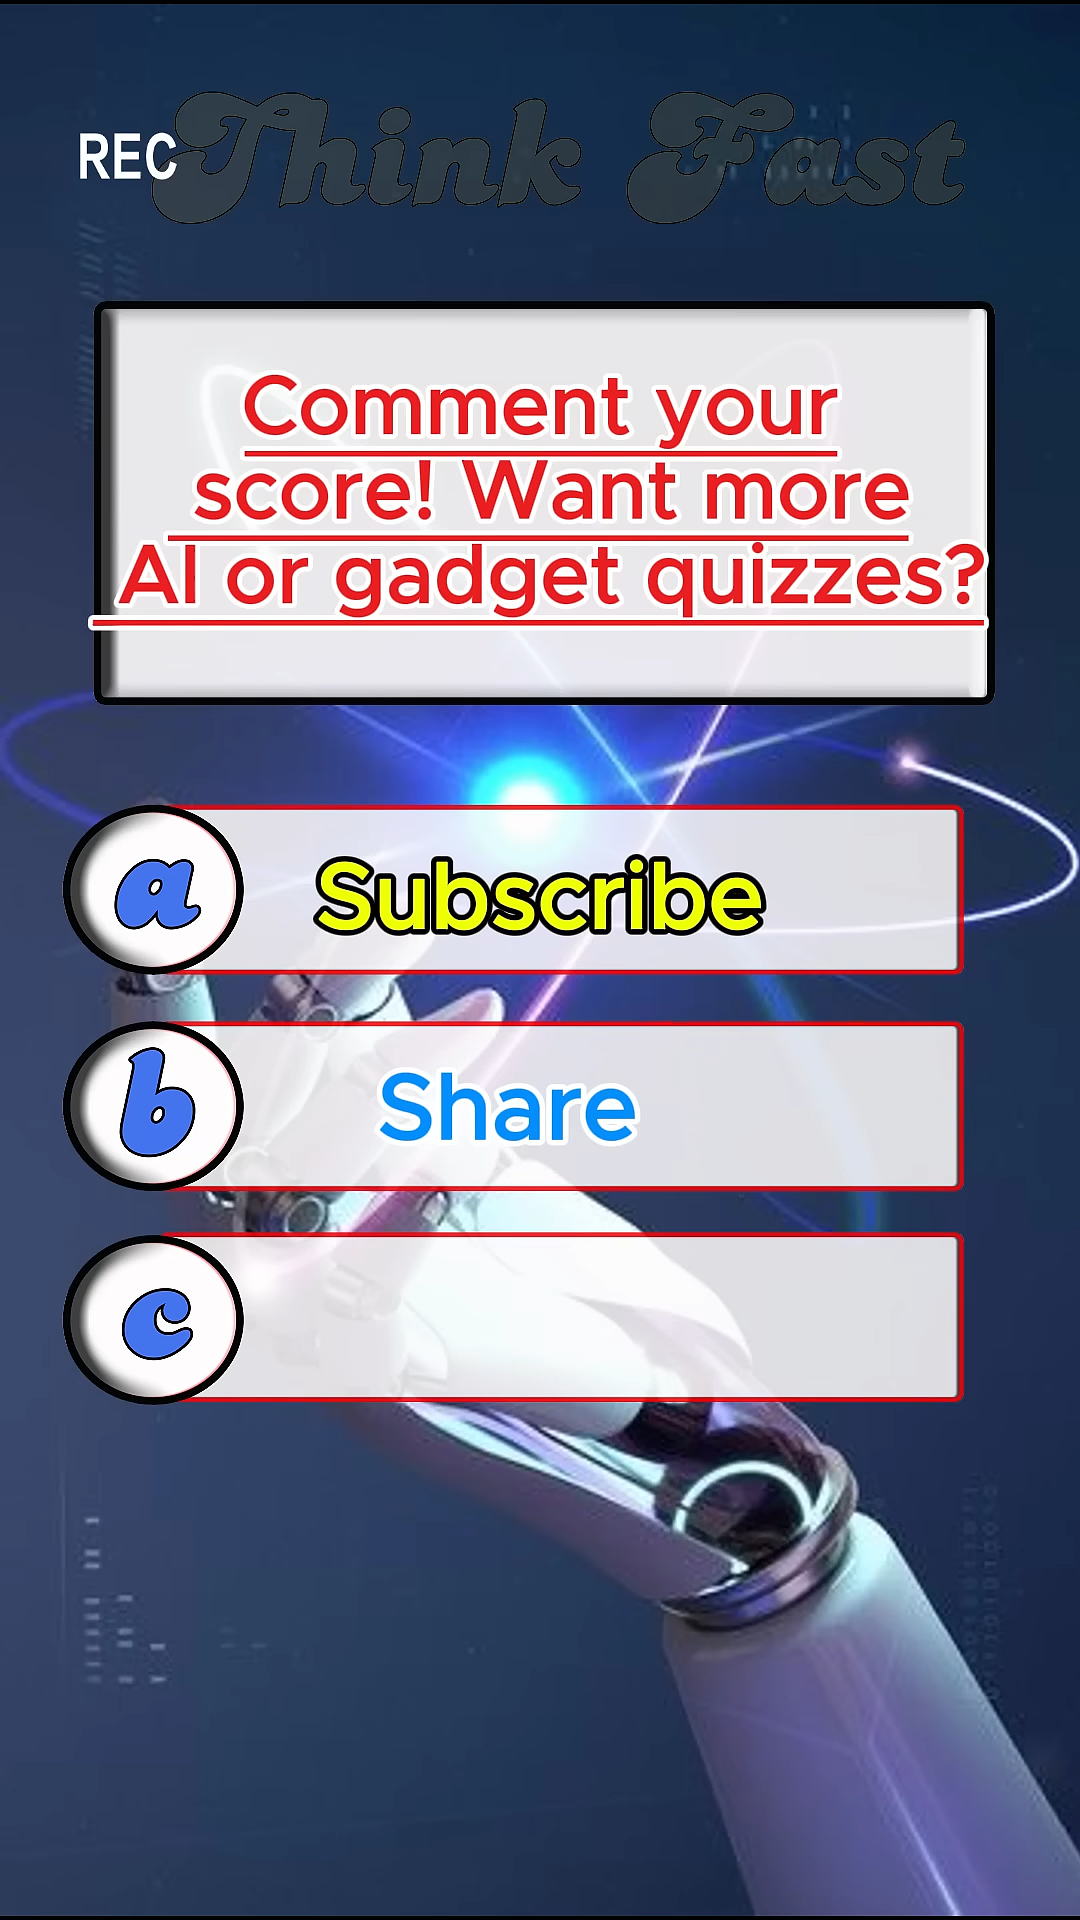 REC
Think Fast
Comment your
score! Want more
AI or gadget quizzes?
a
Subscribe
b
Share
c